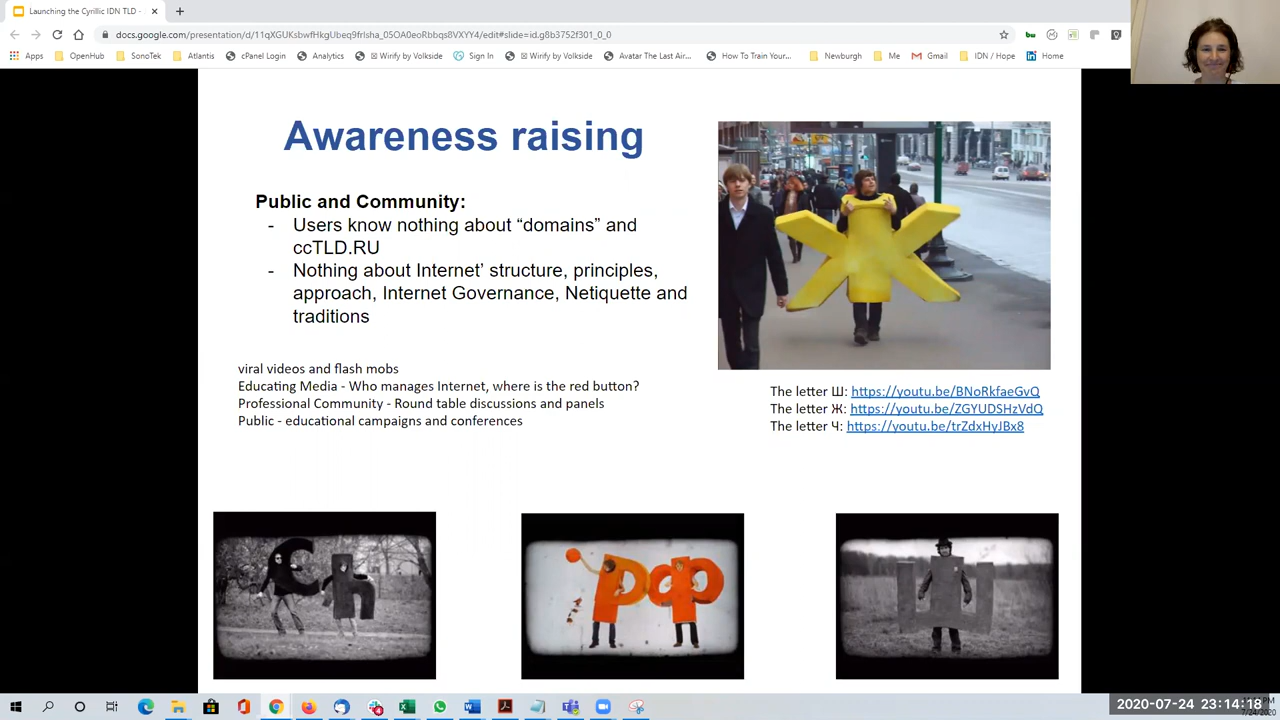 Launching the Cyrillic IDN TLD -
docs.google.com/presentation/d/11qXGUKsbwfHkgUbeq9frisha_05OA0eoRbbqs8VXYY4/edit#slide=id.g8b3752f301_0_0
Apps OpenHub SonoTek Atlantis cPanel Login Analytics Wirify by Volkside Sign In Wirify by Volkside Avatar The Last Air... How To Train Your... Newburgh Me Gmail IDN / Hope Home
Awareness raising
Public and Community:
- Users know nothing about “domains” and
ccTLD.RU
- Nothing about Internet’ structure, principles,
approach, Internet Governance, Netiquette and
traditions
viral videos and flash mobs
Educating Media - Who manages Internet, where is the red button?
Professional Community - Round table discussions and panels
Public - educational campaigns and conferences
The letter Ш: https://youtu.be/BNoRkfaeGvQ
The letter Ж: https://youtu.be/ZGYUDSHzVdQ
The letter Ч: https://youtu.be/trZdxHyJBx8
2020-07-24 23:14:18
7/24/2020